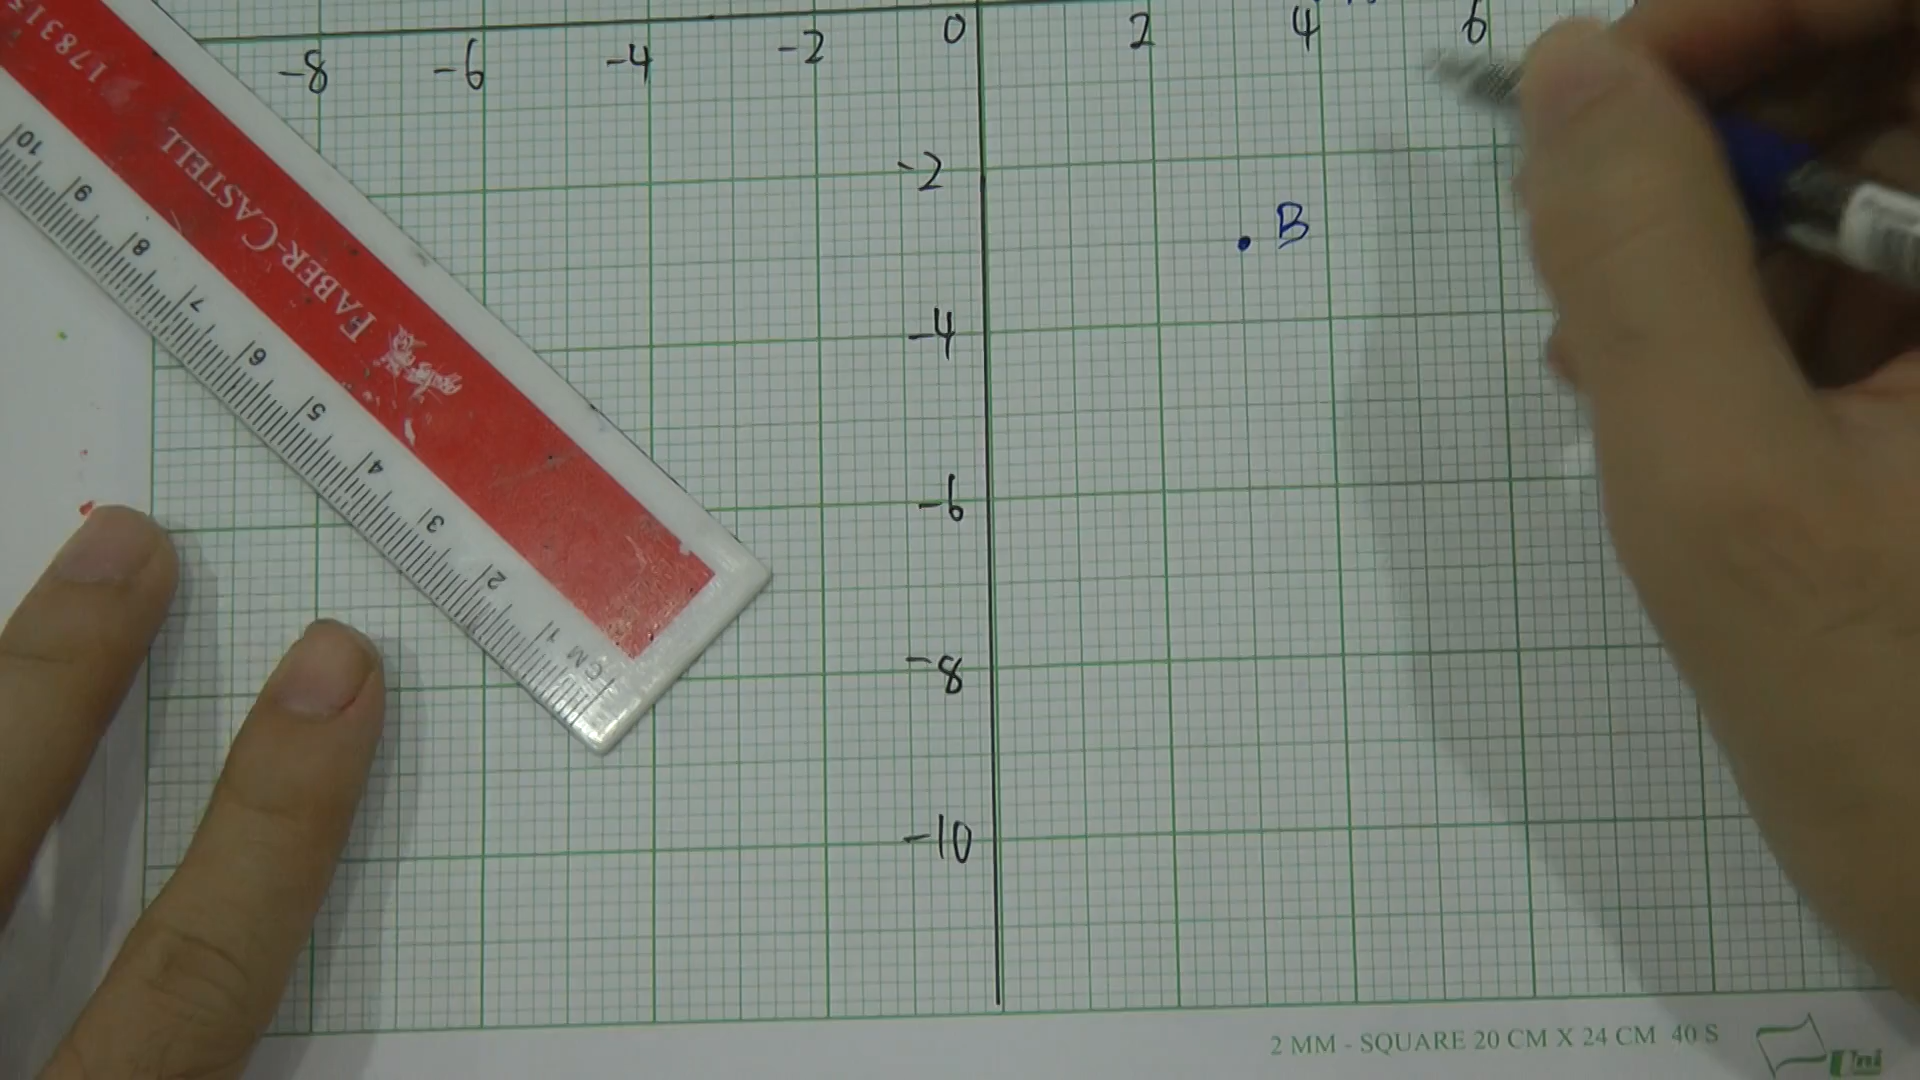 -8 -6 -4 -2 0 2 4 6
-2
B
-4
-6
-8
-10
FABER-CASTELL
10 9 8 7 6 5 4 3 2 1 CM
2 MM - SQUARE 20 CM X 24 CM 40 S
Uni